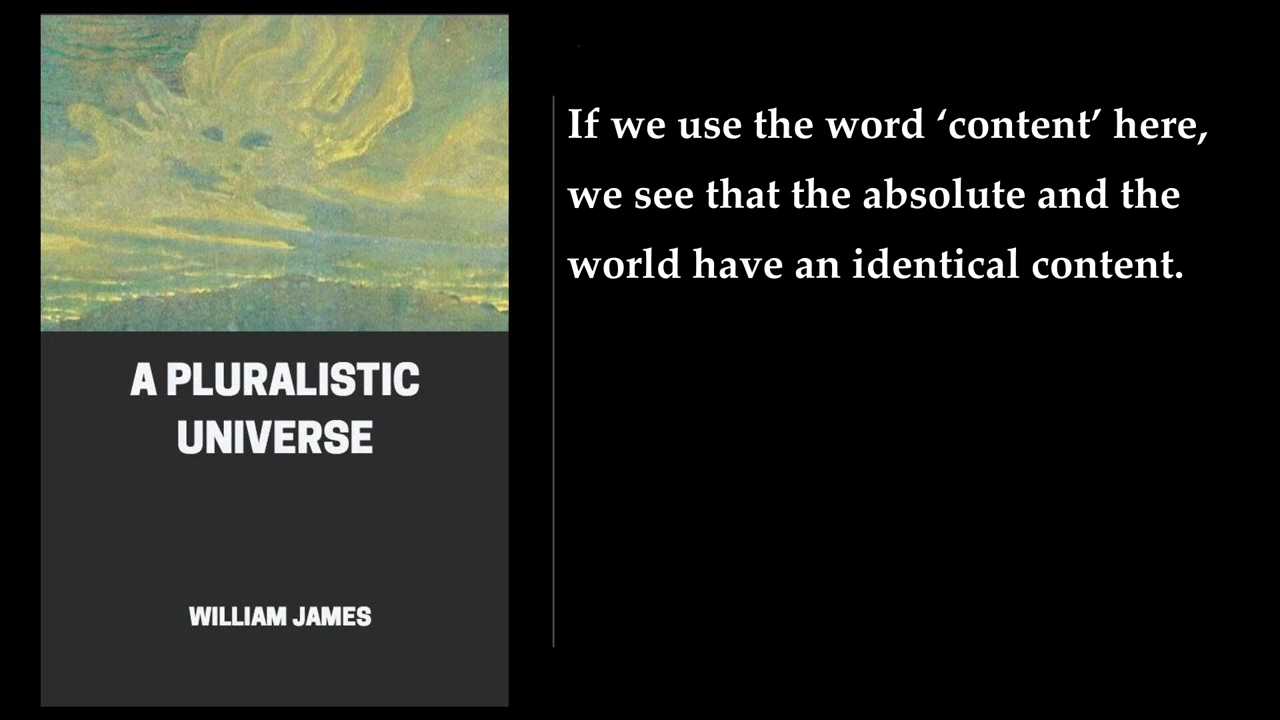 A PLURALISTIC
UNIVERSE
WILLIAM JAMES
If we use the word ‘content’ here,
we see that the absolute and the
world have an identical content.